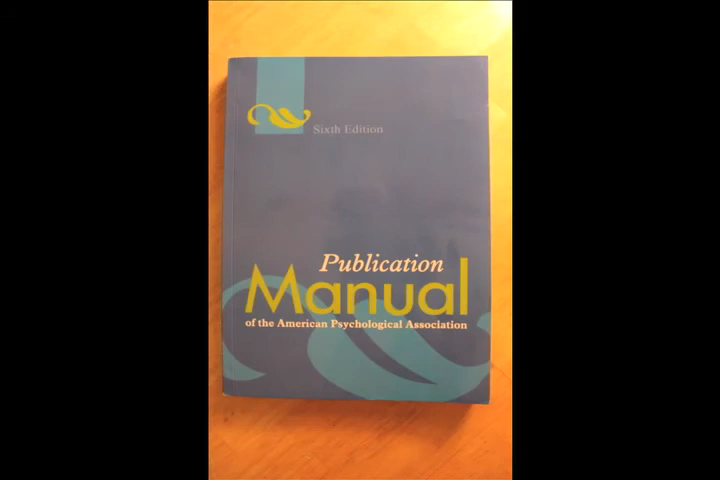 Sixth Edition
Publication
Manual
of the American Psychological Association